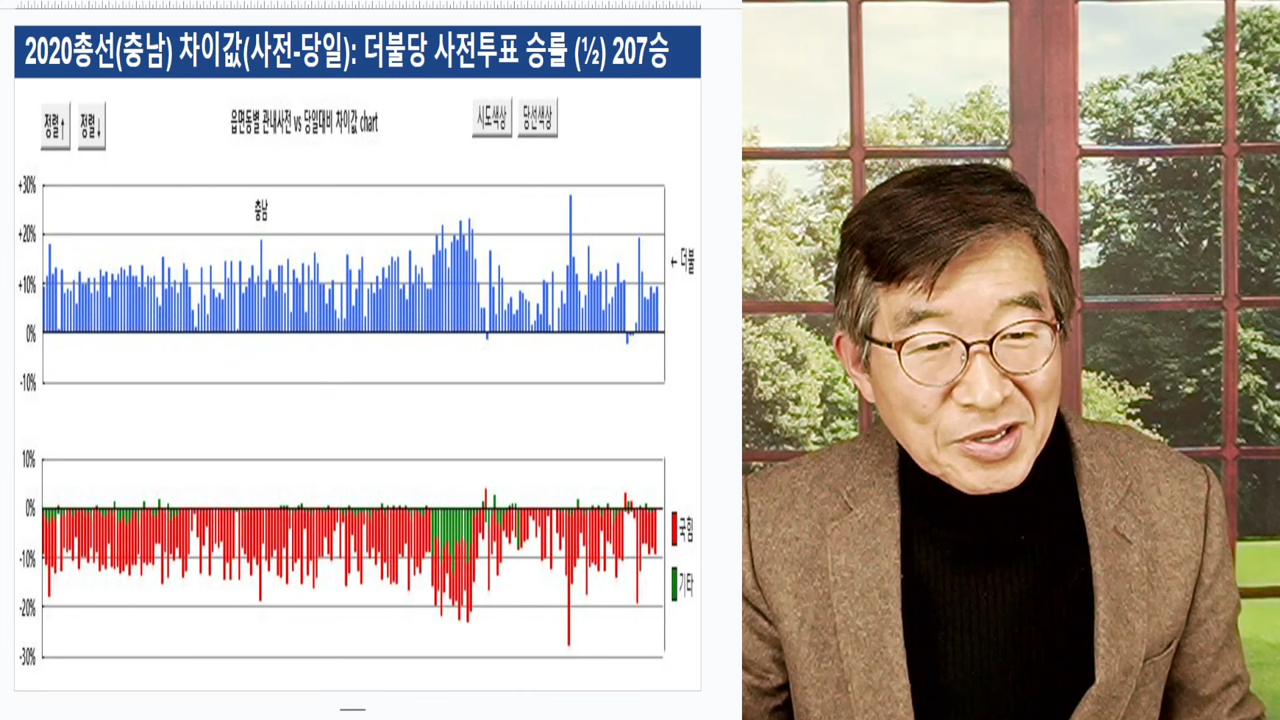 2020총선(충남) 차이값(사전-당일): 더불당 사전투표 승률 (½) 207승
정렬↑ 정렬↓ 읍면동별 관내사전 vs 당일대비 차이값 chart 시도색상 당선색상
+30%
충남
+20%
← 더불
+10%
0%
-10%
10%
0%
국힘
-10%
기타
-20%
-30%